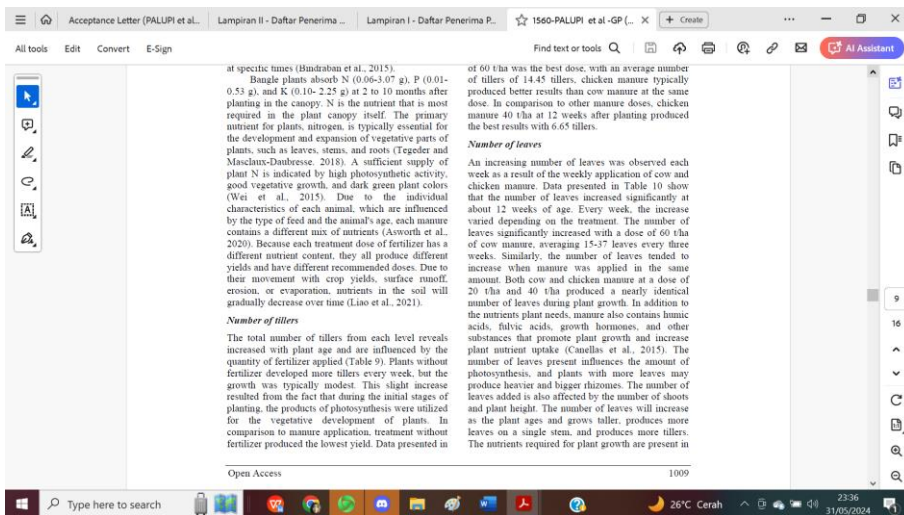 Acceptance Letter (PALUPI et al...
Lampiran II - Daftar Penerima ...
Lampiran I - Daftar Penerima P...
1560-PALUPI et al -GP (...
+ Create
All tools
Edit
Convert
E-Sign
Find text or tools
AI Assistant
at specific times (Bindraban et al., 2015).
Bangle plants absorb N (0.06-3.07 g), P (0.01-
0.53 g), and K (0.10- 2.25 g) at 2 to 10 months after
planting in the canopy. N is the nutrient that is most
required in the plant canopy itself. The primary
nutrient for plants, nitrogen, is typically essential for
the development and expansion of vegetative parts of
plants, such as leaves, stems, and roots (Tegeder and
Masclaux-Daubresse. 2018). A sufficient supply of
plant N is indicated by high photosynthetic activity,
good vegetative growth, and dark green plant colors
(Wei et al., 2015). Due to the individual
characteristics of each animal, which are influenced
by the type of feed and the animal's age, each manure
contains a different mix of nutrients (Asworth et al.,
2020). Because each treatment dose of fertilizer has a
different nutrient content, they all produce different
yields and have different recommended doses. Due to
their movement with crop yields, surface runoff,
erosion, or evaporation, nutrients in the soil will
gradually decrease over time (Liao et al., 2021).
Number of tillers
The total number of tillers from each level reveals
increased with plant age and are influenced by the
quantity of fertilizer applied (Table 9). Plants without
fertilizer developed more tillers every week, but the
growth was typically modest. This slight increase
resulted from the fact that during the initial stages of
planting, the products of photosynthesis were utilized
for the vegetative development of plants. In
comparison to manure application, treatment without
fertilizer produced the lowest yield. Data presented in
of 60 t/ha was the best dose, with an average number
of tillers of 14.45 tillers, chicken manure typically
produced better results than cow manure at the same
dose. In comparison to other manure doses, chicken
manure 40 t/ha at 12 weeks after planting produced
the best results with 6.65 tillers.
Number of leaves
An increasing number of leaves was observed each
week as a result of the weekly application of cow and
chicken manure. Data presented in Table 10 show
that the number of leaves increased significantly at
about 12 weeks of age. Every week, the increase
varied depending on the treatment. The number of
leaves significantly increased with a dose of 60 t/ha
of cow manure, averaging 15-37 leaves every three
weeks. Similarly, the number of leaves tended to
increase when manure was applied in the same
amount. Both cow and chicken manure at a dose of
20 t/ha and 40 t/ha produced a nearly identical
number of leaves during plant growth. In addition to
the nutrients plant needs, manure also contains humic
acids, fulvic acids, growth hormones, and other
substances that promote plant growth and increase
plant nutrient uptake (Canellas et al., 2015). The
number of leaves present influences the amount of
photosynthesis, and plants with more leaves may
produce heavier and bigger rhizomes. The number of
leaves added is also affected by the number of shoots
and plant height. The number of leaves will increase
as the plant ages and grows taller, produces more
leaves on a single stem, and produces more tillers.
The nutrients required for plant growth are present in
Open Access
1009
9
16
Type here to search
26°C Cerah
23:36
31/05/2024